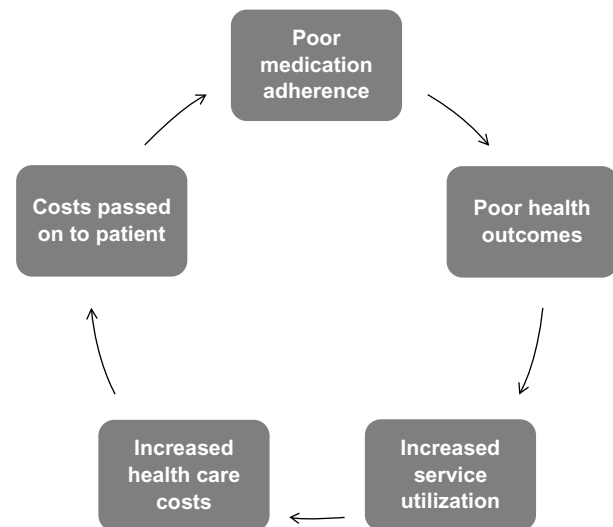 Poor
medication
adherence
Poor health
outcomes
Increased
service
utilization
Increased
health care
costs
Costs passed
on to patient